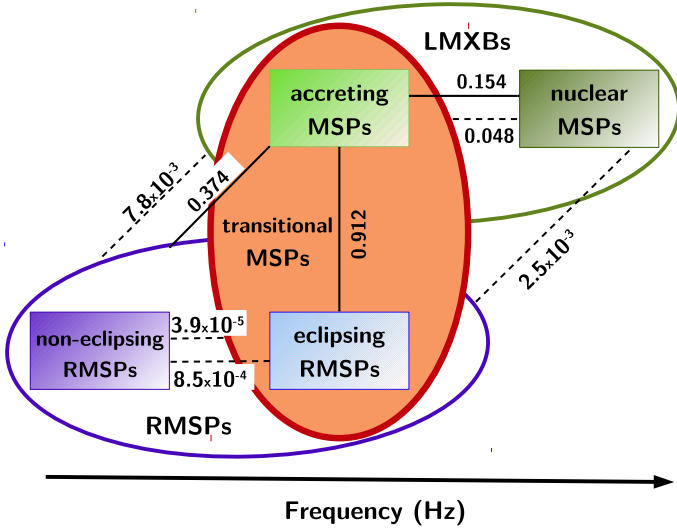 LMXBs
accreting
MSPs
0.154
nuclear
MSPs
0.048
7.8x10-3
0.374
transitional
MSPs
0.912
2.5x10-3
non-eclipsing
RMSPs
3.9x10-5
8.5x10-4
eclipsing
RMSPs
RMSPs
Frequency (Hz)